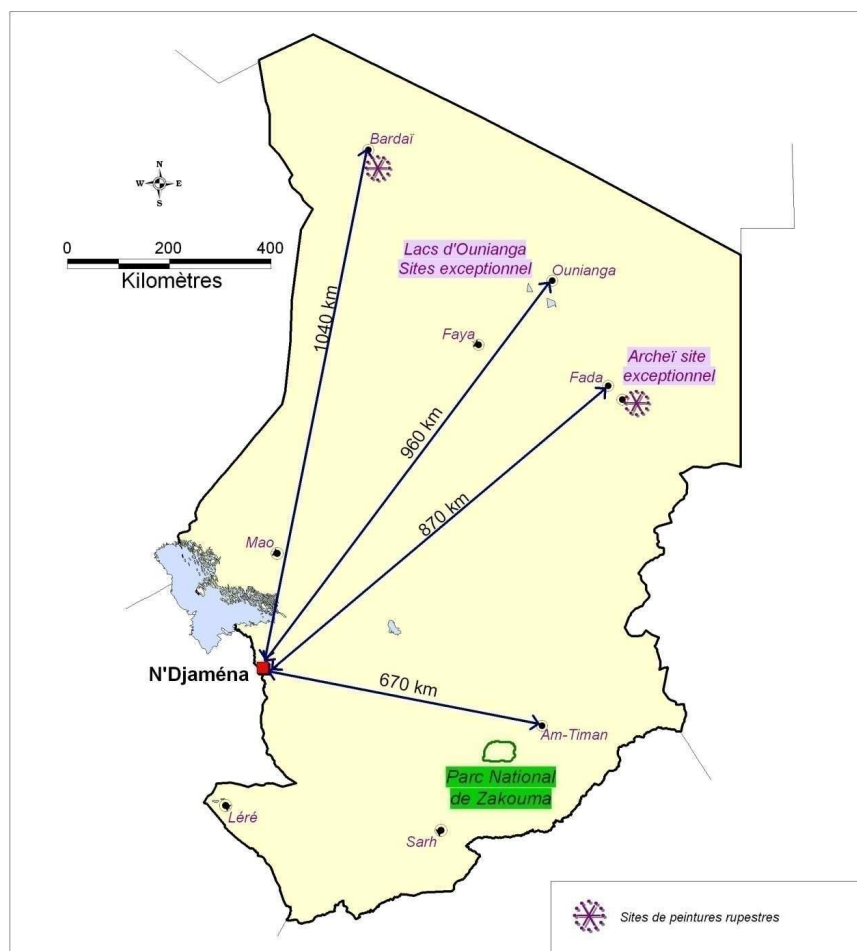 Bardaï
N
W E
S
0 200 400
Kilomètres
Lacs d'Ounianga
Sites exceptionnel
Ounianga
1040 km
Faya
Archeï site
exceptionnel
Fada
960 km
870 km
Mao
N'Djaména
670 km
Am-Timan
Parc National
de Zakouma
Léré
Sarh
Sites de peintures rupestres